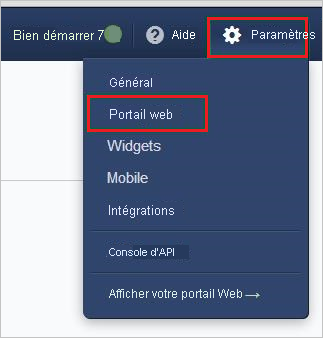 Bien démarrer 7
Aide
Paramètres
Général
Portail web
Widgets
Mobile
Intégrations
Console d'API
Afficher votre portail Web→